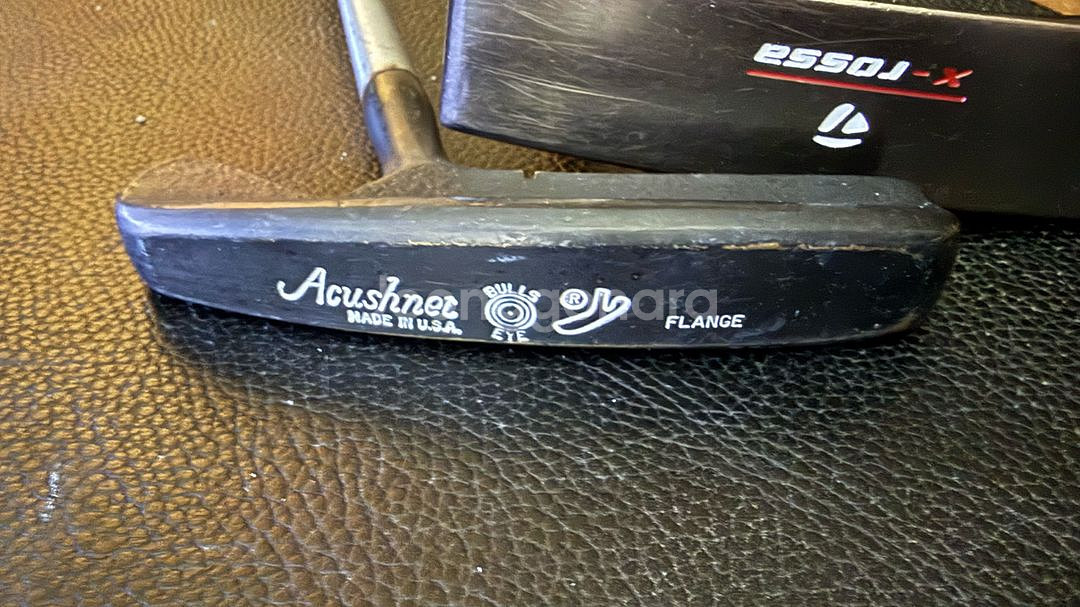 rossa-x
Acushnet
MADE IN U.S.A.
BULLS
EYE
®
FLANGE